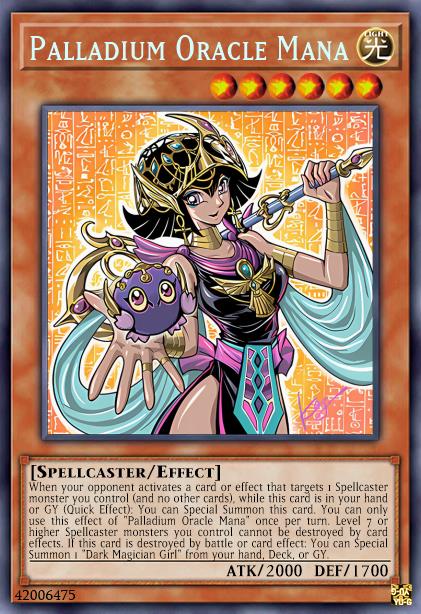 PALLADIUM ORACLE MANA
LIGHT
光
[SPELLCASTER/EFFECT]
When your opponent activates a card or effect that targets 1 Spellcaster
monster you control (and no other cards), while this card is in your hand
or GY (Quick Effect): You can Special Summon this card. You can only
use this effect of "Palladium Oracle Mana" once per turn. Level 7 or
higher Spellcaster monsters you control cannot be destroyed by card
effects. If this card is destroyed by battle or card effect: You can Special
Summon 1 "Dark Magician Girl" from your hand, Deck, or GY.
ATK/2000 DEF/1700
42006475